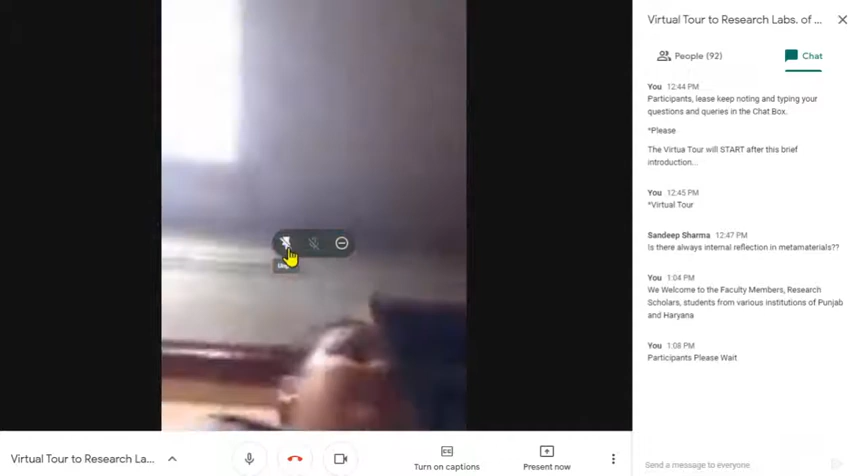 Virtual Tour to Research Labs. of ...
People (92)
Chat
You 12:44 PM
Participants, lease keep noting and typing your
questions and queries in the Chat Box.
*Please
The Virtua Tour will START after this brief
introduction...
You 12:45 PM
*Virtual Tour
Sandeep Sharma 12:47 PM
Is there always internal reflection in metamaterials??
You 1:04 PM
We Welcome to the Faculty Members, Research
Scholars, students from various institutions of Punjab
and Haryana
You 1:08 PM
Participants Please Wait
Send a message to everyone
Virtual Tour to Research La...
CC
Turn on captions
Present now